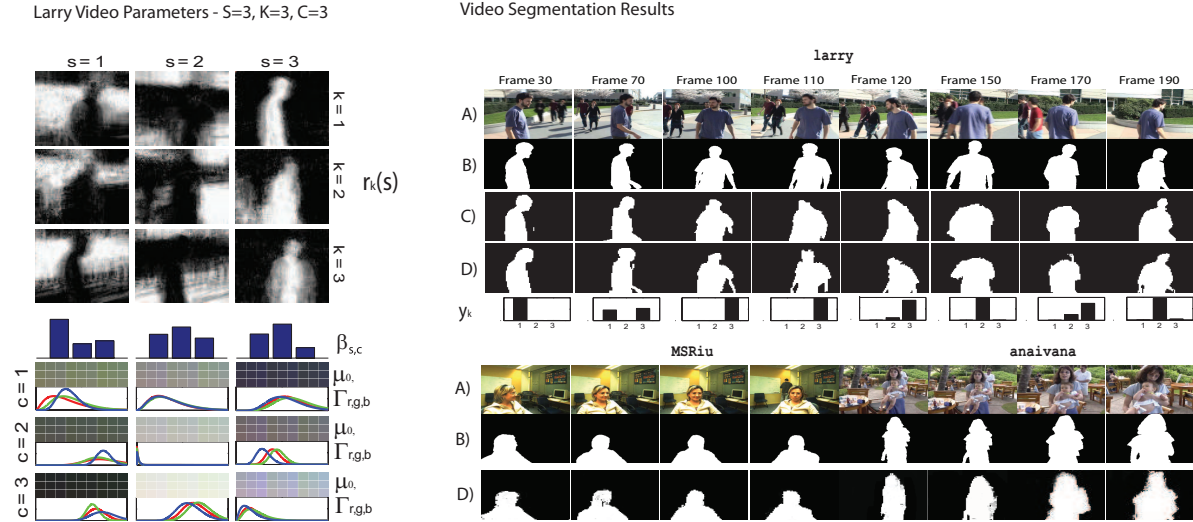 Larry Video Parameters - S=3, K=3, C=3
s = 1 s = 2 s = 3
k = 1
k = 2
k = 3
rk(s)
βs,c
c = 1
μ0,
Γr,g,b
c = 2
μ0,
Γr,g,b
c = 3
μ0,
Γr,g,b
Video Segmentation Results
larry
Frame 30 Frame 70 Frame 100 Frame 110 Frame 120 Frame 150 Frame 170 Frame 190
A)
B)
C)
D)
yk
1 2 3 1 2 3 1 2 3 1 2 3 1 2 3 1 2 3 1 2 3 1 2 3
MSRiu anaivana
A)
B)
D)